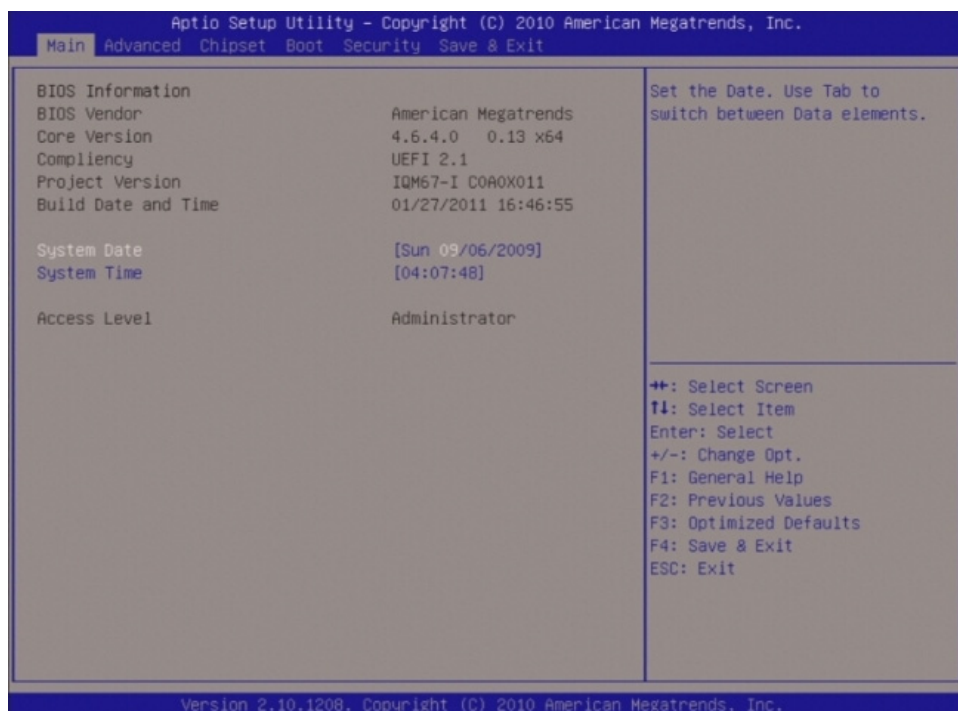 Aptio Setup Utility – Copyright (C) 2010 American Megatrends, Inc.
Main Advanced Chipset Boot Security Save & Exit
BIOS Information
BIOS Vendor American Megatrends
Core Version 4.6.4.0 0.13 x64
Compliency UEFI 2.1
Project Version IQM67-I C0A0X011
Build Date and Time 01/27/2011 16:46:55
System Date [Sun 09/06/2009]
System Time [04:07:48]
Access Level Administrator
Set the Date. Use Tab to
switch between Data elements.
→←: Select Screen
↑↓: Select Item
Enter: Select
+/-: Change Opt.
F1: General Help
F2: Previous Values
F3: Optimized Defaults
F4: Save & Exit
ESC: Exit
Version 2.10.1208. Copyright (C) 2010 American Megatrends, Inc.